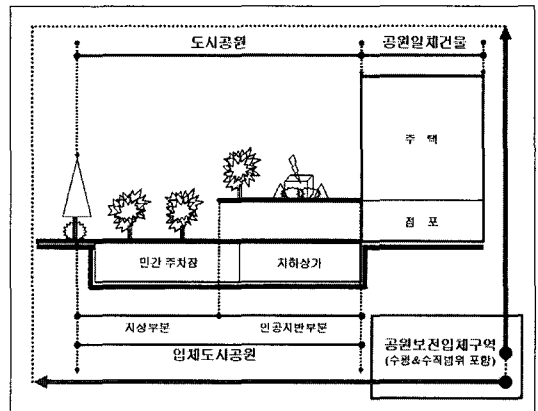 도시공원
공원일체건물
주 택
점 포
민간 주차장
지하상가
지상부분
인공지반부분
입체도시공원
공원보전입체구역
(수평&수직범위 포함)